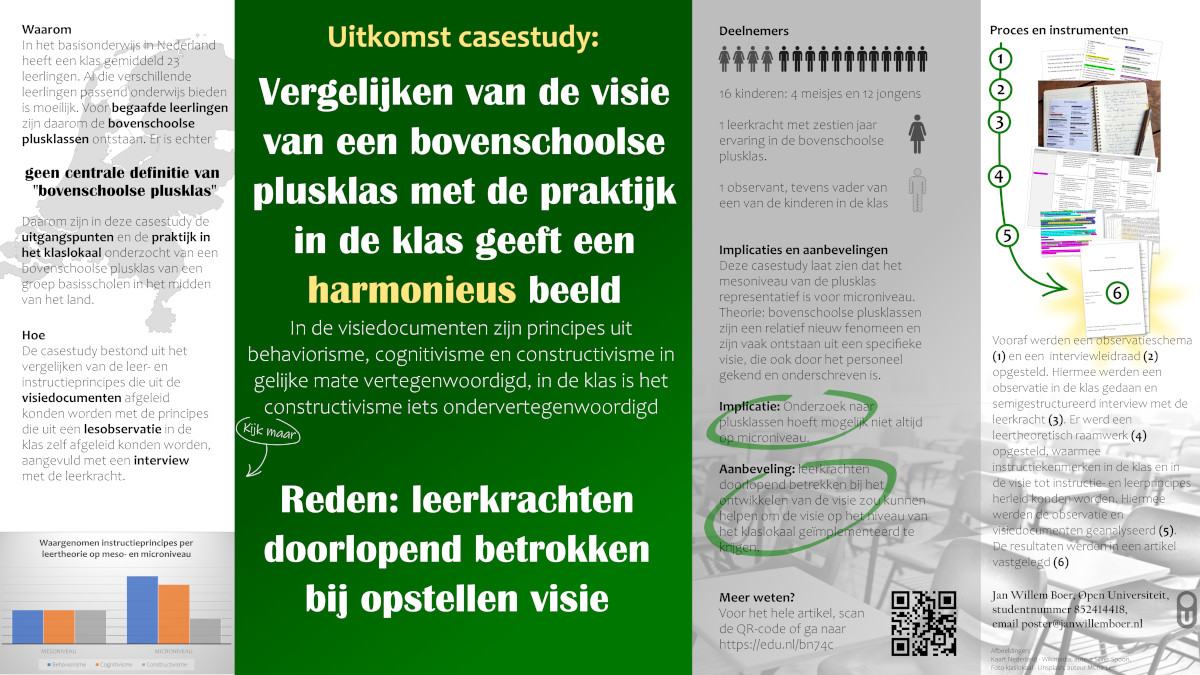 Waarom
In het basisonderwijs in Nederland
heeft een klas gemiddeld 23
leerlingen. Al die verschillende
leerlingen passend onderwijs bieden
is moeilijk. Voor begaafde leerlingen
zijn daarom de bovenschoolse
plusklassen ontstaan. Er is echter
geen centrale definitie van
"bovenschoolse plusklas"
Daarom zijn in deze casestudy de
uitgangspunten en de praktijk in
het klaslokaal onderzocht van een
bovenschoolse plusklas van een
groep basisscholen in het midden
van het land.
Hoe
De casestudy bestond uit het
vergelijken van de leer- en
instructieprincipes die uit de
visiedocumenten afgeleid
konden worden met de principes
die uit een lesobservatie in de
klas zelf afgeleid konden worden,
aangevuld met een interview
met de leerkracht.
Waargenomen instructieprincipes per
leertheorie op meso- en microniveau
MESONIVEAU
MICRONIVEAU
Behaviorisme Cognitivisme Constructivisme
Uitkomst casestudy:
Vergelijken van de visie
van een bovenschoolse
plusklas met de praktijk
in de klas geeft een
harmonieus beeld
In de visiedocumenten zijn principes uit
behaviorisme, cognitivisme en constructivisme in
gelijke mate vertegenwoordigd, in de klas is het
constructivisme iets ondervertegenwoordigd
Kijk maar
Reden: leerkrachten
doorlopend betrokken
bij opstellen visie
Deelnemers
16 kinderen: 4 meisjes en 12 jongens
1 leerkracht met zestien jaar
ervaring in de bovenschoolse
plusklas.
1 observant, tevens vader van
een van de kinderen in de klas
Implicaties en aanbevelingen
Deze casestudy laat zien dat het
mesoniveau van de plusklas
representatief is voor microniveau.
Theorie: bovenschoolse plusklassen
zijn een relatief nieuw fenomeen en
zijn vaak ontstaan uit een specifieke
visie, die ook door het personeel
gekend en onderschreven is.
Implicatie: Onderzoek naar
plusklassen hoeft mogelijk niet altijd
op microniveau.
Aanbeveling: leerkrachten
doorlopend betrekken bij het
ontwikkelen van de visie zou kunnen
helpen om de visie op het niveau van
het klaslokaal geïmplementeerd te
krijgen.
Meer weten?
Voor het hele artikel, scan
de QR-code of ga naar
https://edu.nl/bn74c
Proces en instrumenten
1
2
3
4
5
6
Vooraf werden een observatieschema
(1) en een interviewleidraad (2)
opgesteld. Hiermee werden een
observatie in de klas gedaan en
semigestructureerd interview met de
leerkracht (3). Er werd een
leertheoretisch raamwerk (4)
opgesteld, waarmee
instructiekenmerken in de klas en in
de visie tot instructie- en leerprincipes
herleid konden worden. Hiermee
werden de observatie en
visiedocumenten geanalyseerd (5).
De resultaten werden in een artikel
vastgelegd (6)
Jan Willem Boer, Open Universiteit,
studentnummer 852414418,
email poster@janwillemboer.nl
Afbeeldingen:
Kaart Nederland - Wikimedia, auteur
Foto klaslokaal - Unsplash, auteur